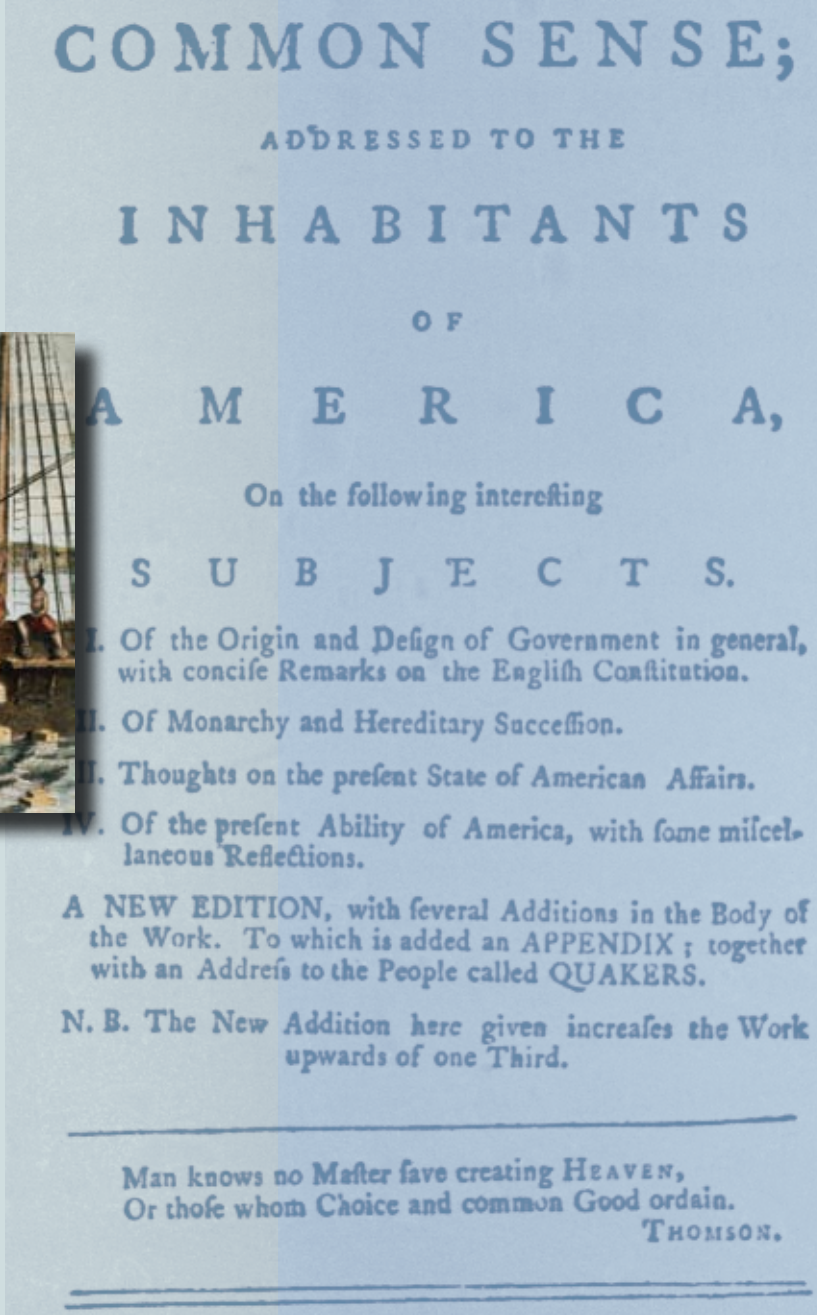 COMMON SENSE;
ADDRESSED TO THE
INHABITANTS
OF
AMERICA,
On the following intereſting
SUBJECTS.
I. Of the Origin and Deſign of Government in general,
with conciſe Remarks on the Engliſh Conſtitution.
II. Of Monarchy and Hereditary Succeſſion.
II. Thoughts on the preſent State of American Affairs.
IV. Of the preſent Ability of America, with ſome miſcel-
laneous Reflections.
A NEW EDITION, with ſeveral Additions in the Body of
the Work. To which is added an APPENDIX; together
with an Addreſs to the People called QUAKERS.
N. B. The New Addition here given increaſes the Work
upwards of one Third.
Man knows no Maſter ſave creating HEAVEN,
Or thoſe whom Choice and common Good ordain.
THOMSON.